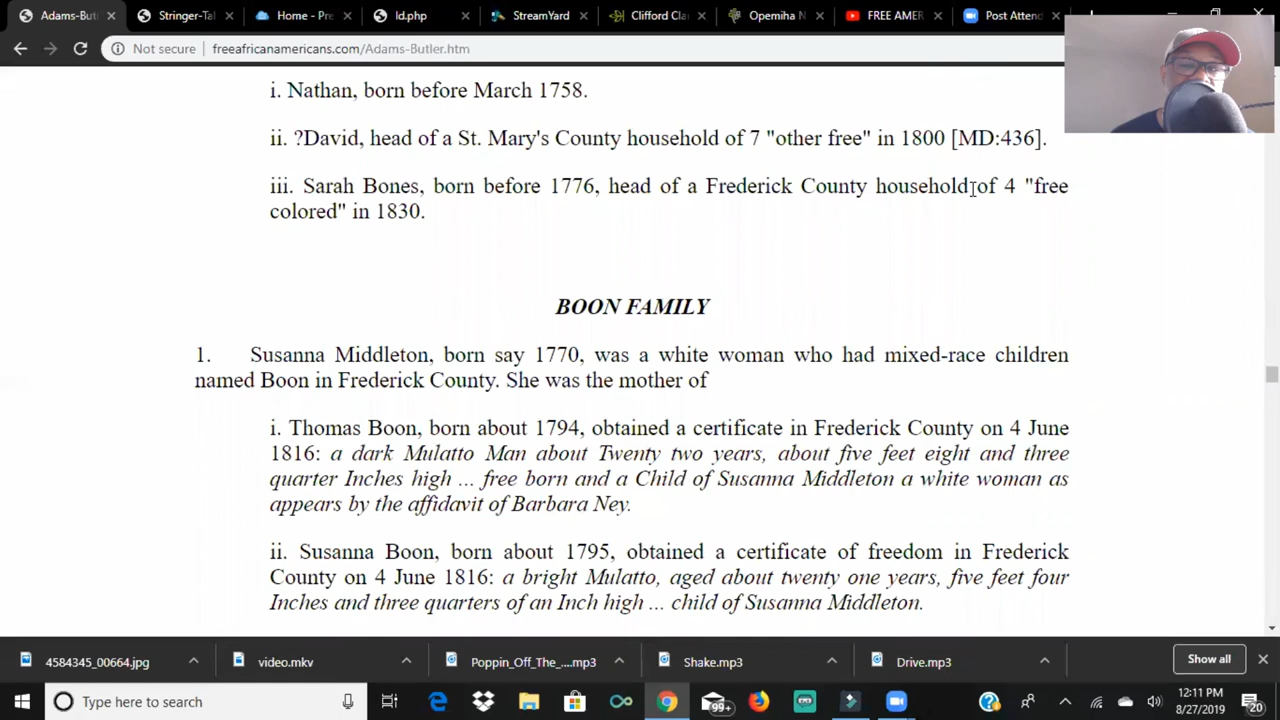 Adams-Butler.htm
Stringer-Tal
Home - Pre
ld.php
StreamYard
Clifford Cla
Opemiha N
FREE AMER
Post Attend
Not secure | freeafricanamericans.com/Adams-Butler.htm
i. Nathan, born before March 1758.
ii. ?David, head of a St. Mary's County household of 7 "other free" in 1800 [MD:436].
iii. Sarah Bones, born before 1776, head of a Frederick County household of 4 "free
colored" in 1830.
BOON FAMILY
1. Susanna Middleton, born say 1770, was a white woman who had mixed-race children
named Boon in Frederick County. She was the mother of
i. Thomas Boon, born about 1794, obtained a certificate in Frederick County on 4 June
1816: a dark Mulatto Man about Twenty two years, about five feet eight and three
quarter Inches high ... free born and a Child of Susanna Middleton a white woman as
appears by the affidavit of Barbara Ney.
ii. Susanna Boon, born about 1795, obtained a certificate of freedom in Frederick
County on 4 June 1816: a bright Mulatto, aged about twenty one years, five feet four
Inches and three quarters of an Inch high ... child of Susanna Middleton.
4584345_00664.jpg
video.mkv
Poppin_Off_The_....mp3
Shake.mp3
Drive.mp3
Show all
Type here to search
99+
12:11 PM
8/27/2019
20